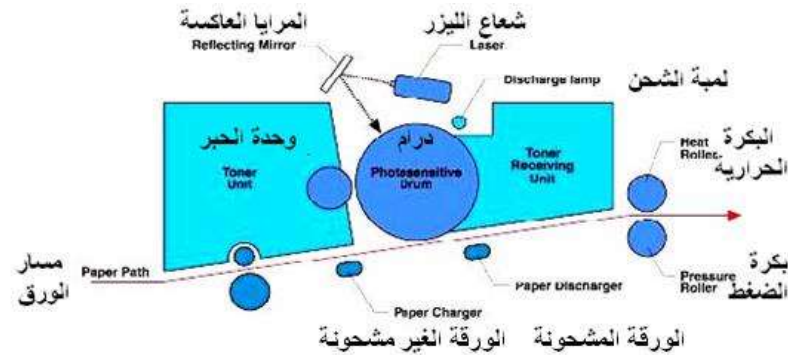 المرايا العاكسة
Reflecting Mirror
شعاع الليزر
Laser
Discharge lamp
لمبة الشحن
وحدة الحبر
Toner
Unit
درام
Photosensitive
Drum
Toner
Receiving
Unit
Heat
Roller
البكرة
الحرارية
مسار
الورق
Paper Path
Paper Charger
Paper Discharger
Pressure
Roller
بكرة
الضغط
الورقة الغير مشحونة
الورقة المشحونة